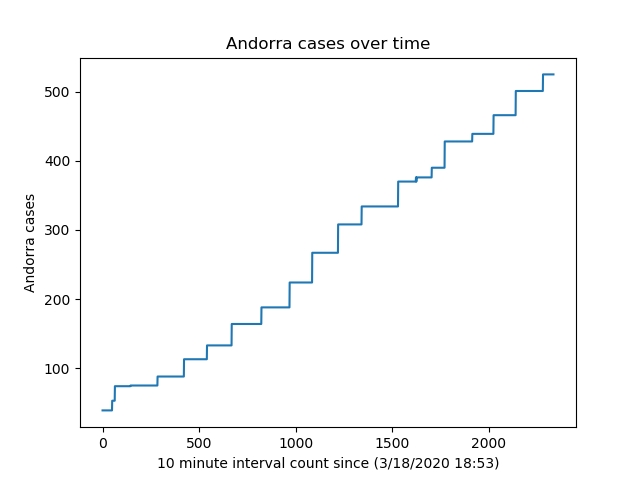 Andorra cases over time
Andorra cases
500
400
300
200
100
0 500 1000 1500 2000
10 minute interval count since (3/18/2020 18:53)